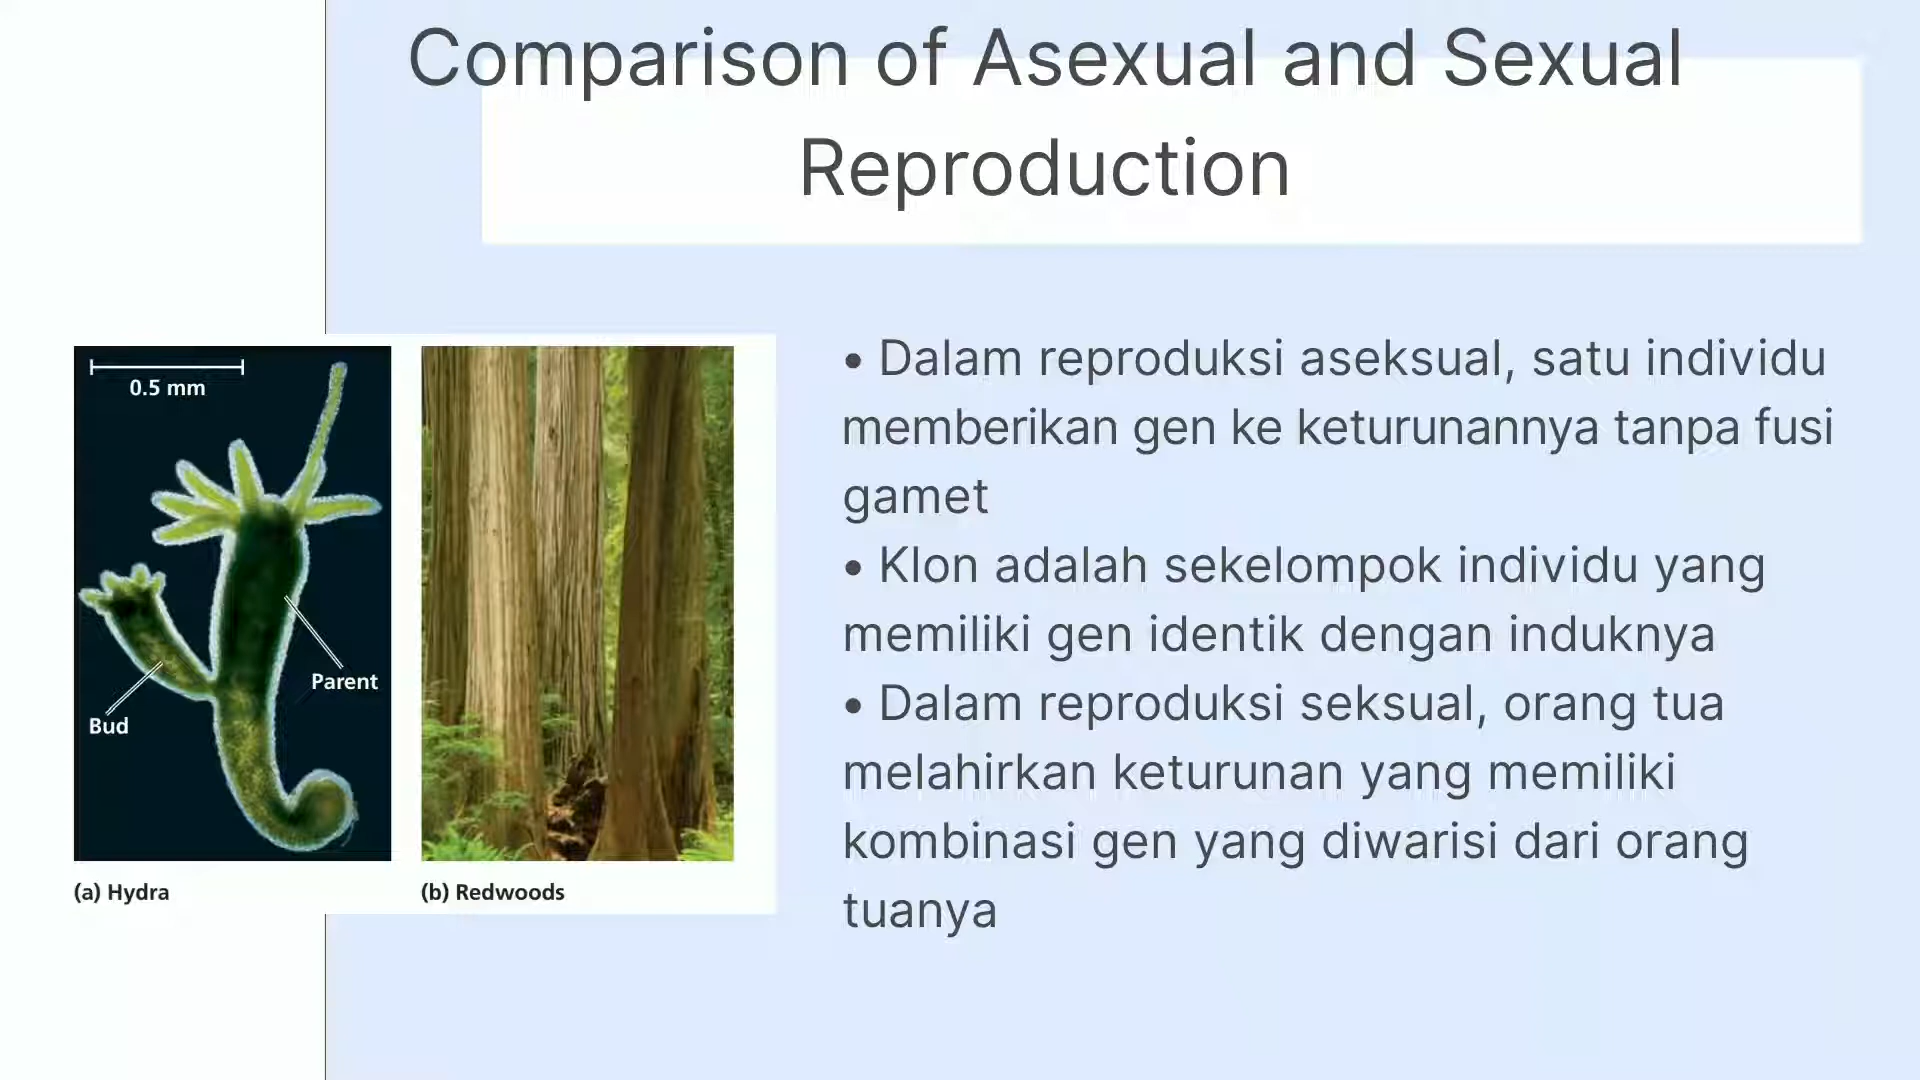 Comparison of Asexual and Sexual
Reproduction
0.5 mm
Parent
Bud
(a) Hydra
(b) Redwoods
• Dalam reproduksi aseksual, satu individu
memberikan gen ke keturunannya tanpa fusi
gamet
• Klon adalah sekelompok individu yang
memiliki gen identik dengan induknya
• Dalam reproduksi seksual, orang tua
melahirkan keturunan yang memiliki
kombinasi gen yang diwarisi dari orang
tuanya